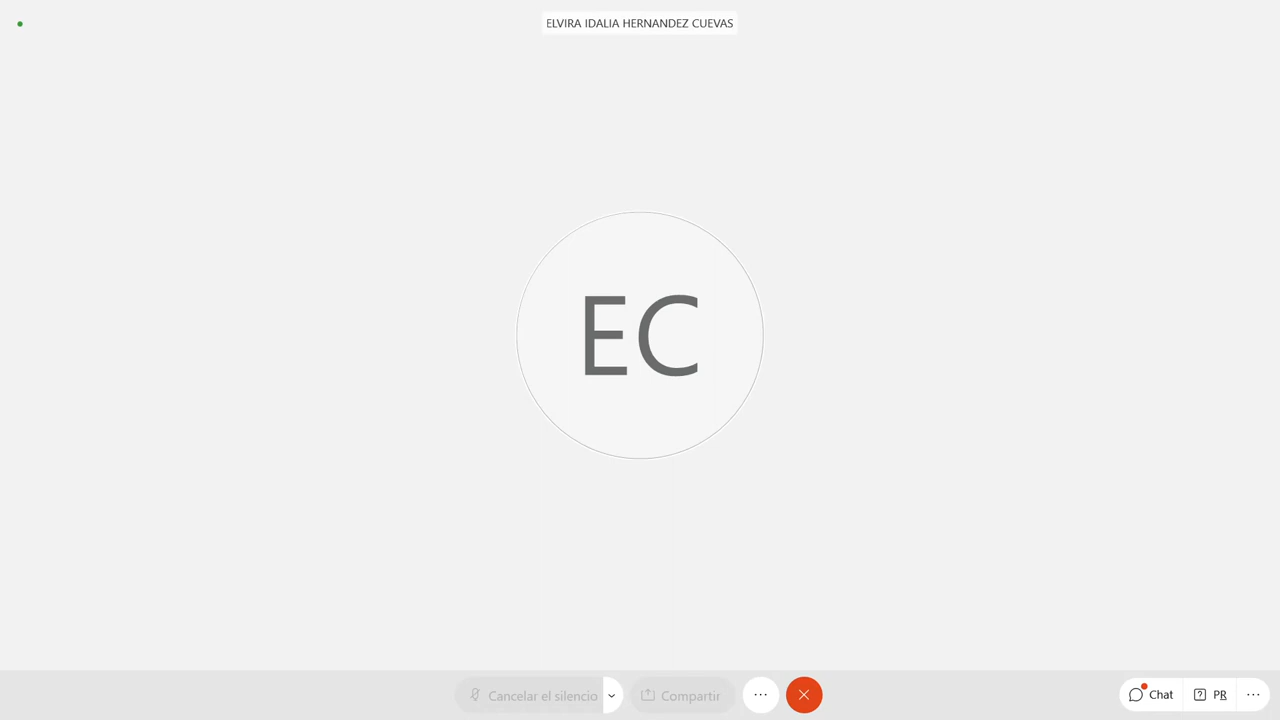 ELVIRA IDALIA HERNANDEZ CUEVAS
EC
Cancelar el silencio
Compartir
Chat
PR